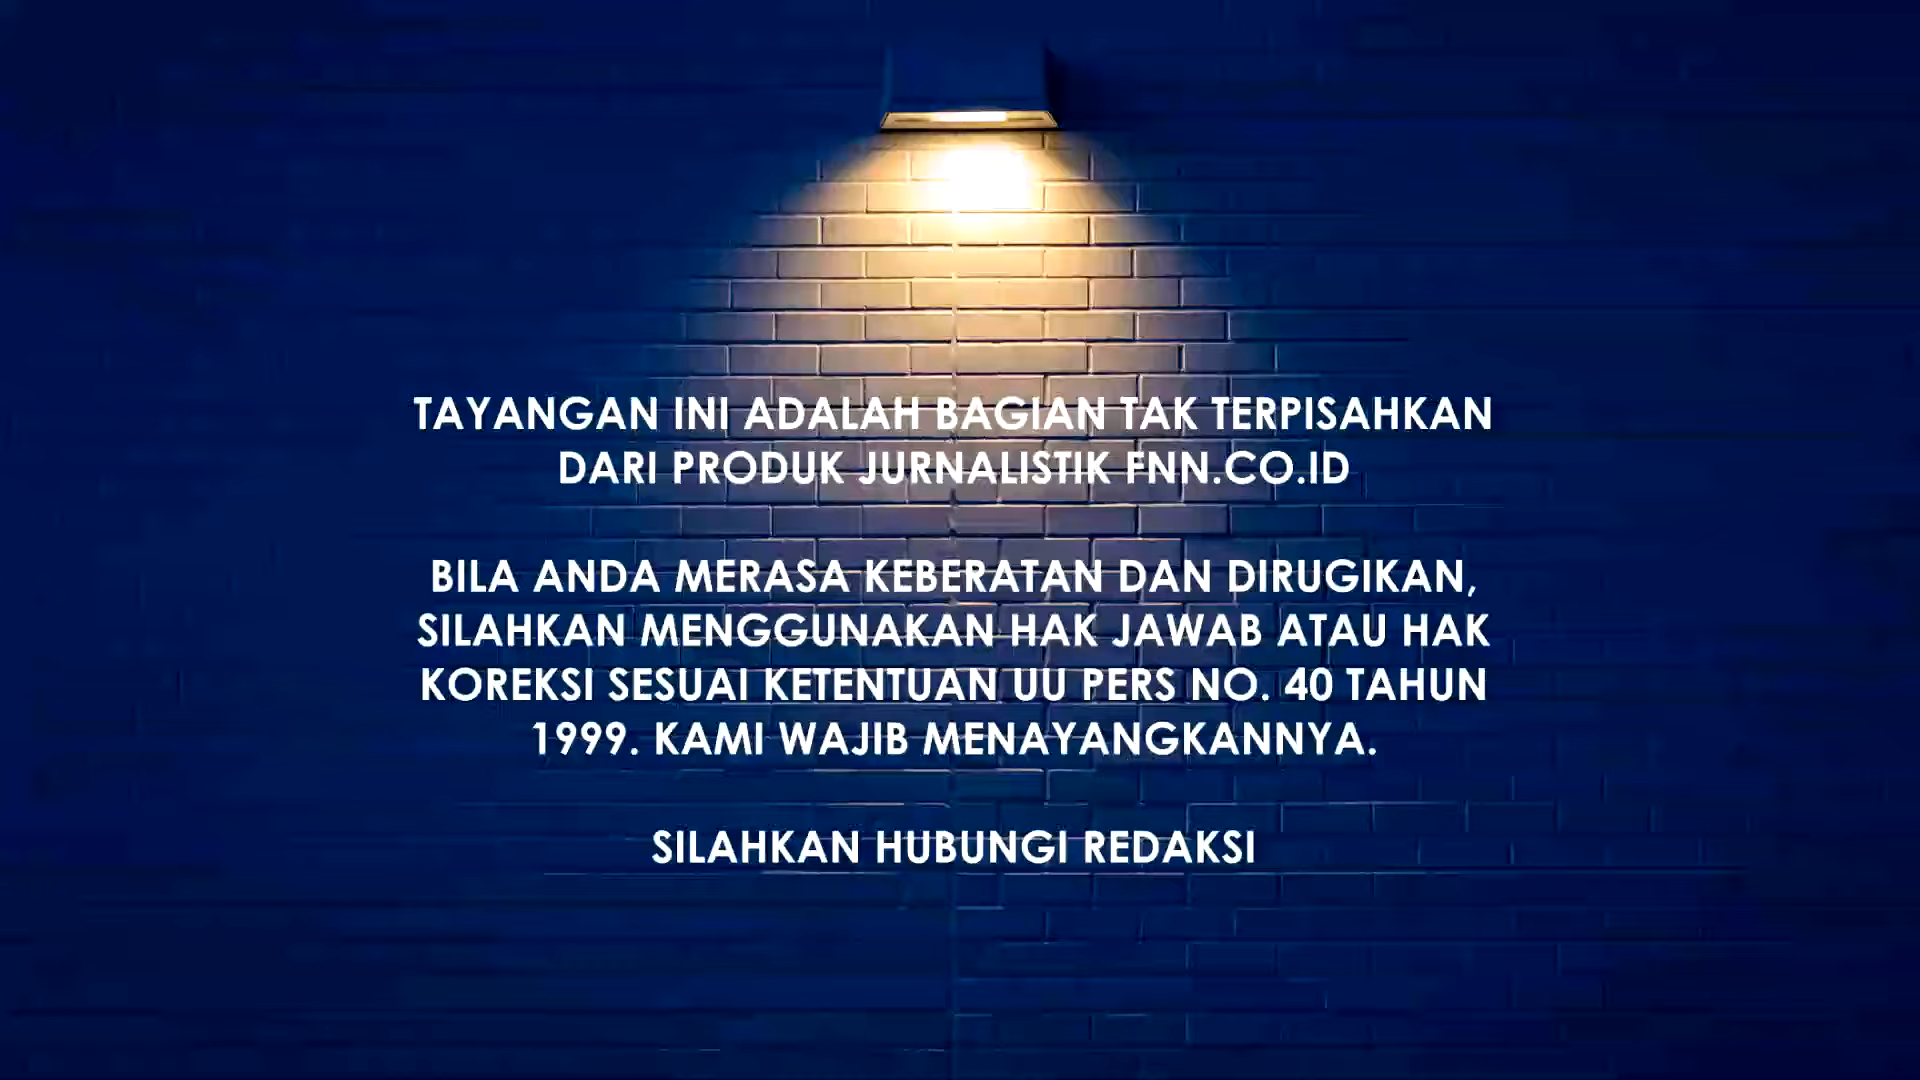 TAYANGAN INI ADALAH BAGIAN TAK TERPISAHKAN
DARI PRODUK JURNALISTIK FNN.CO.ID
BILA ANDA MERASA KEBERATAN DAN DIRUGIKAN,
SILAHKAN MENGGUNAKAN HAK JAWAB ATAU HAK
KOREKSI SESUAI KETENTUAN UU PERS NO. 40 TAHUN
1999. KAMI WAJIB MENAYANGKANNYA.
SILAHKAN HUBUNGI REDAKSI